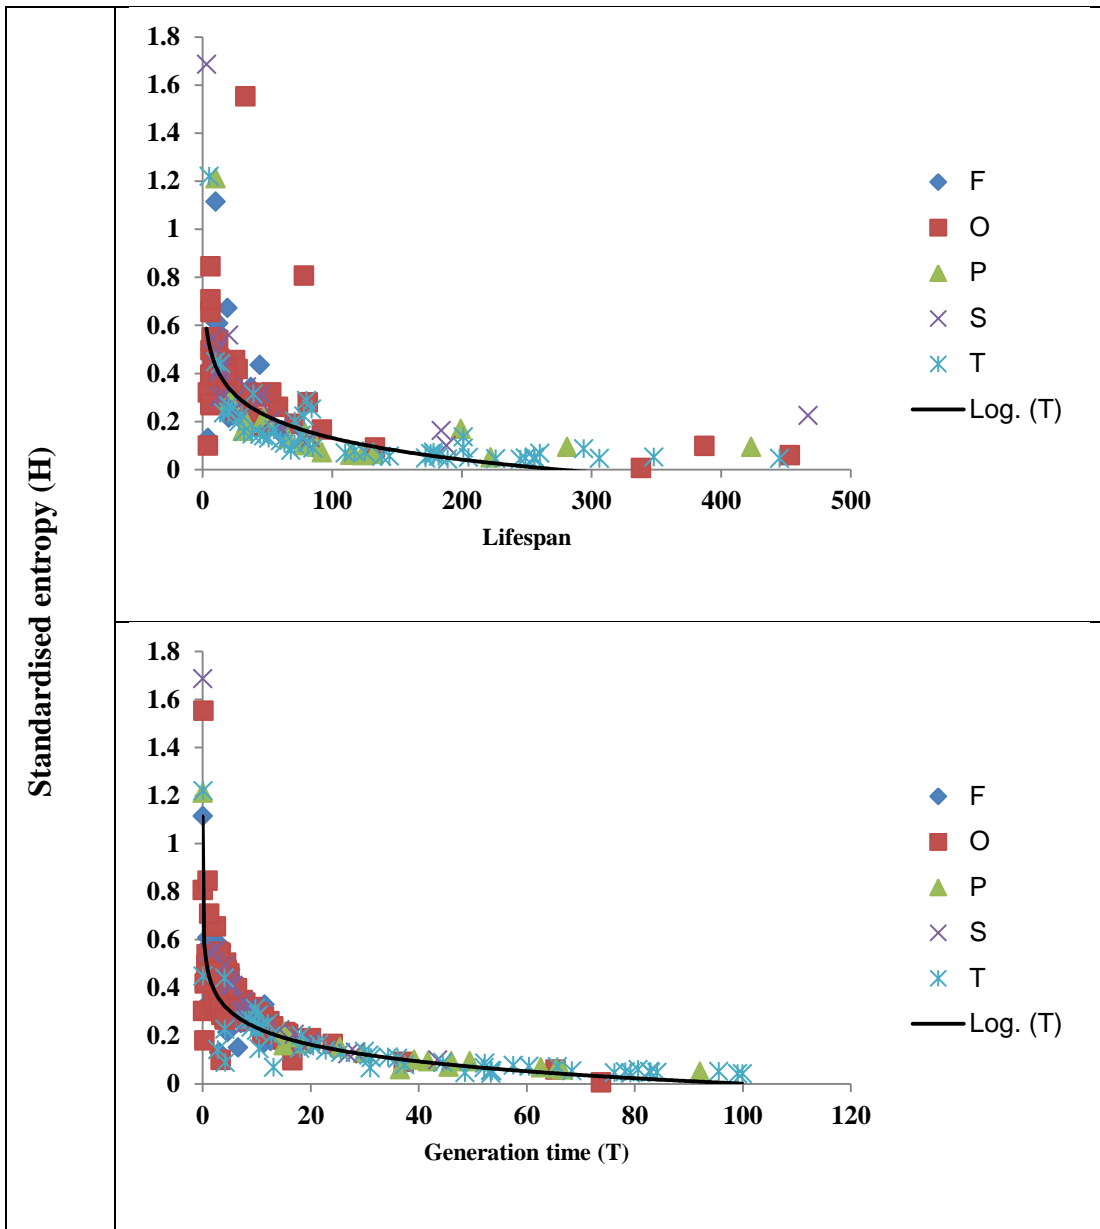 Standardised entropy (H)
1.8
1.6
1.4
1.2
1
0.8
0.6
0.4
0.2
0
0 100 200 300 400 500
Lifespan
F
O
P
S
T
Log. (T)
1.8
1.6
1.4
1.2
1
0.8
0.6
0.4
0.2
0
0 20 40 60 80 100 120
Generation time (T)
F
O
P
S
T
Log. (T)